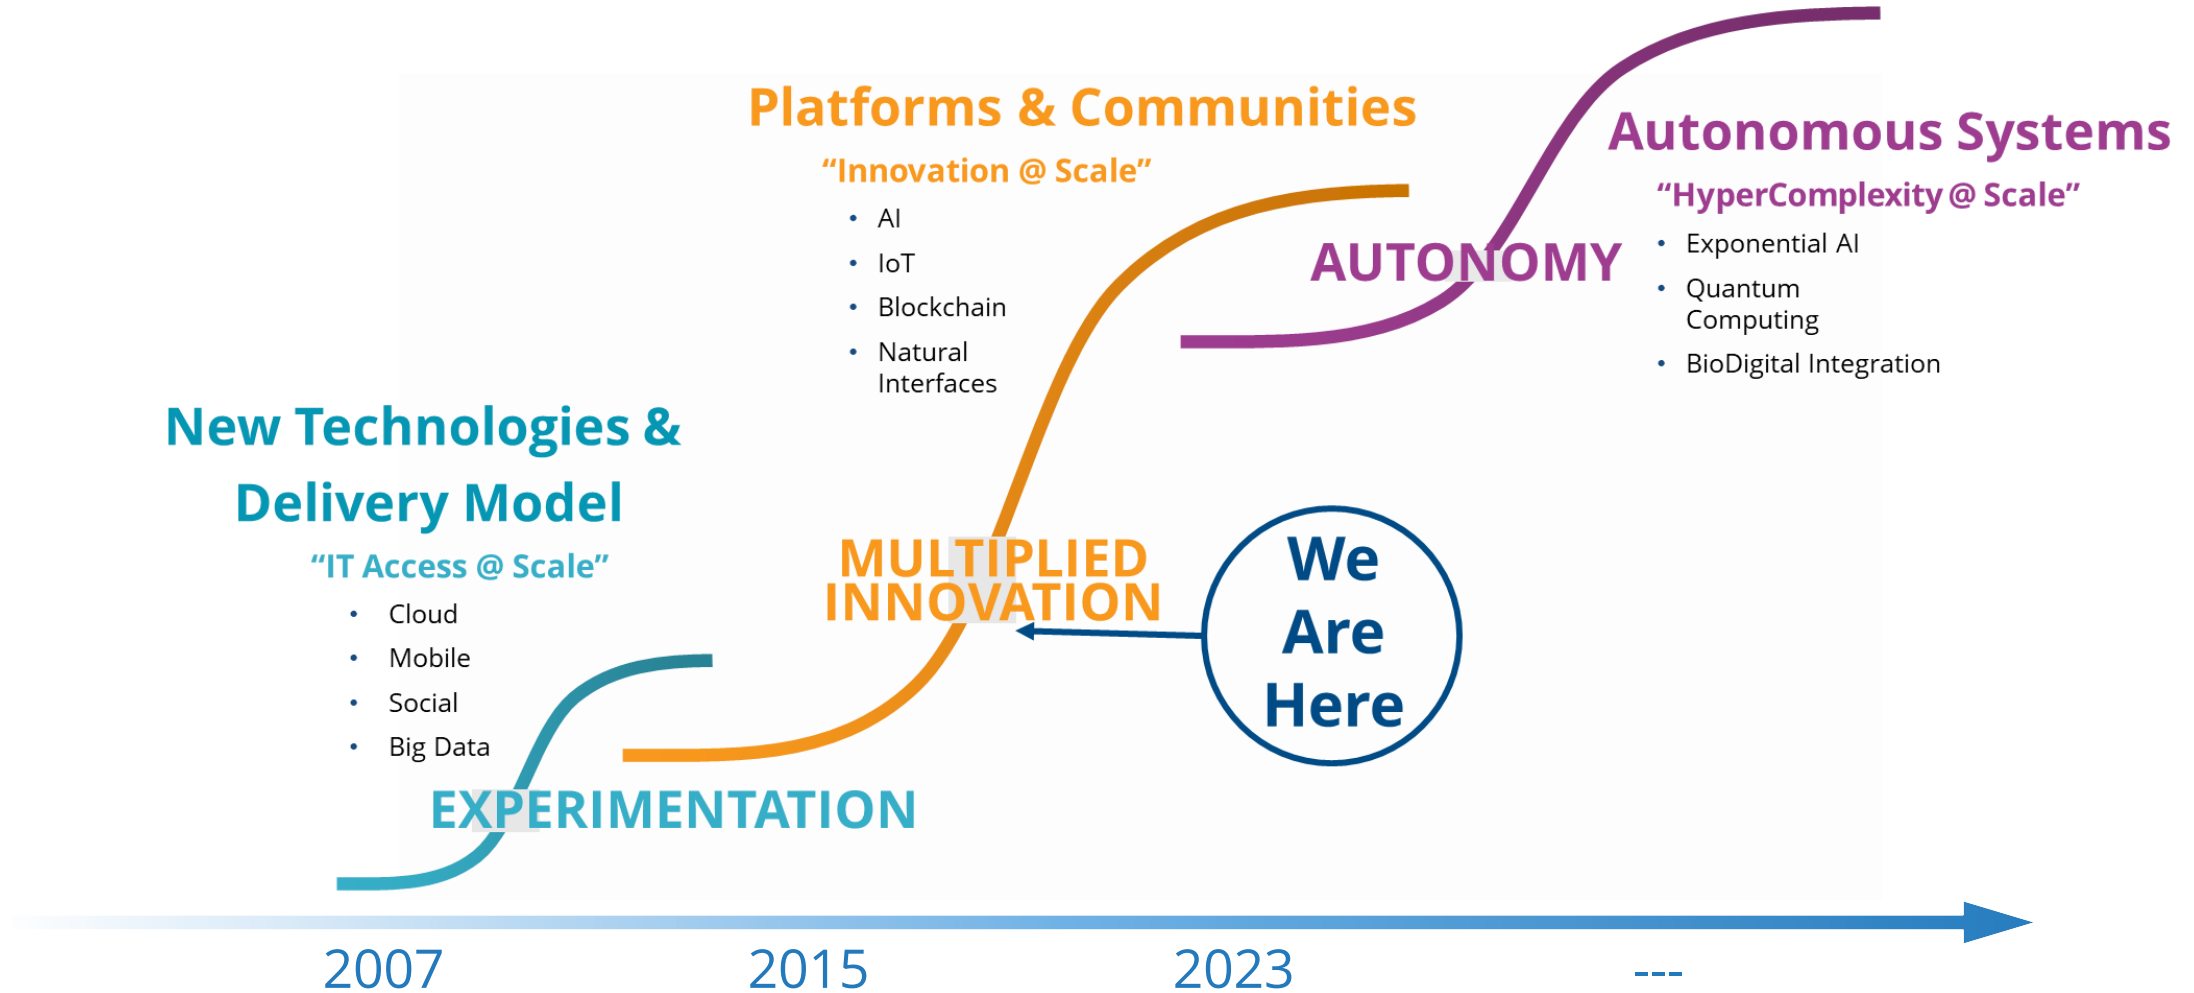 Platforms & Communities
“Innovation @ Scale”
• AI
• IoT
• Blockchain
• Natural
Interfaces
Autonomous Systems
“HyperComplexity @ Scale”
• Exponential AI
• Quantum
Computing
• BioDigital Integration
AUTONOMY
New Technologies &
Delivery Model
“IT Access @ Scale”
• Cloud
• Mobile
• Social
• Big Data
MULTIPLIED
INNOVATION
We
Are
Here
EXPERIMENTATION
2007 2015 2023 ---